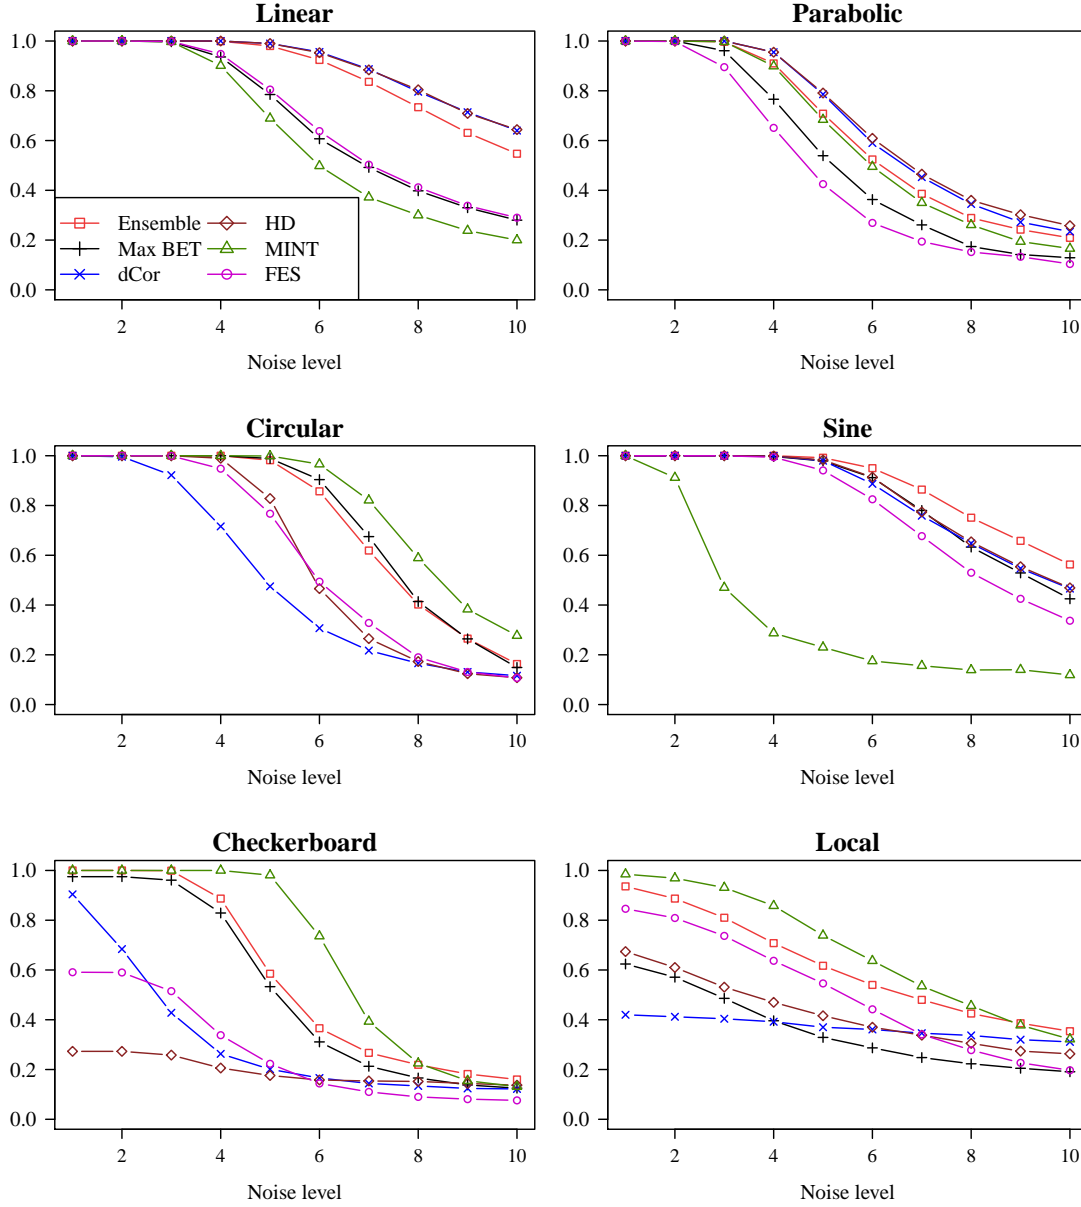 Linear
1.0
0.8
0.6
0.4
0.2
0.0
Ensemble HD
Max BET MINT
dCor FES
2 4 6 8 10
Noise level
Parabolic
1.0
0.8
0.6
0.4
0.2
0.0
2 4 6 8 10
Noise level
Circular
1.0
0.8
0.6
0.4
0.2
0.0
2 4 6 8 10
Noise level
Sine
1.0
0.8
0.6
0.4
0.2
0.0
2 4 6 8 10
Noise level
Checkerboard
1.0
0.8
0.6
0.4
0.2
0.0
2 4 6 8 10
Noise level
Local
1.0
0.8
0.6
0.4
0.2
0.0
2 4 6 8 10
Noise level